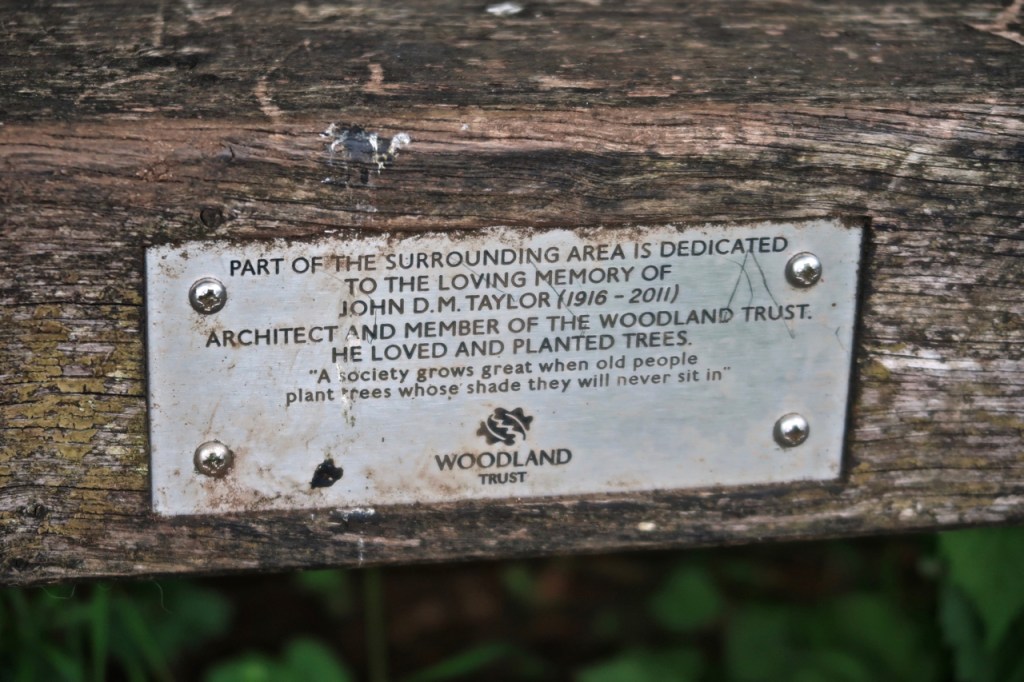 PART OF THE SURROUNDING AREA IS DEDICATED
TO THE LOVING MEMORY OF
JOHN D.M. TAYLOR (1916 - 2011)
ARCHITECT AND MEMBER OF THE WOODLAND TRUST.
HE LOVED AND PLANTED TREES.
"A society grows great when old people
plant trees whose shade they will never sit in"
WOODLAND
TRUST